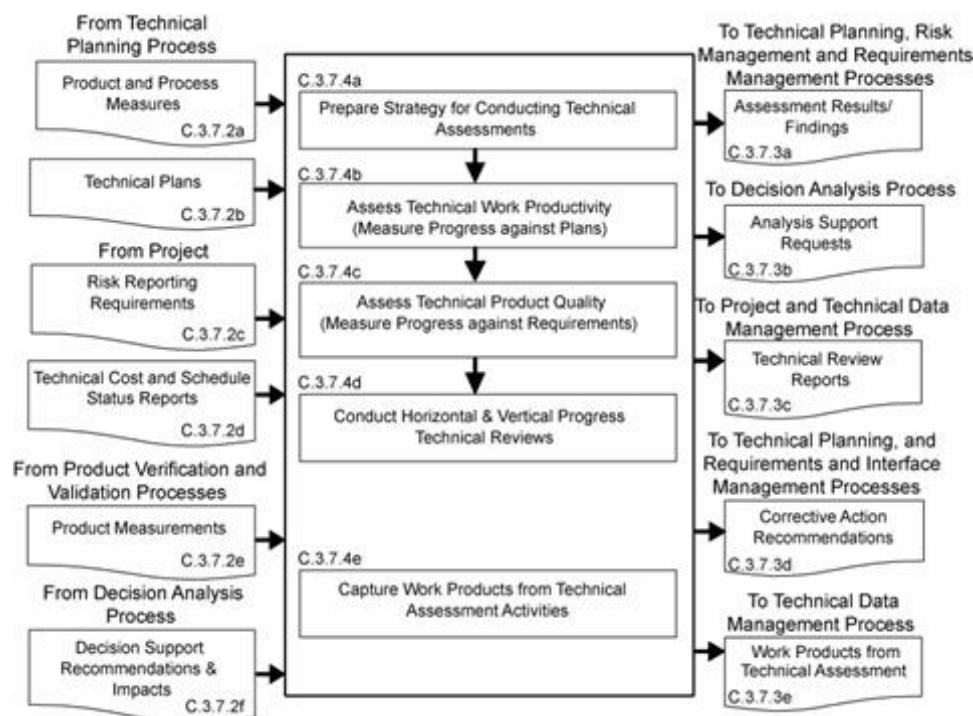 From Technical
Planning Process
Product and Process
Measures
C.3.7.2a
Technical Plans
C.3.7.2b
From Project
Risk Reporting
Requirements
C.3.7.2c
Technical Cost and Schedule
Status Reports
C.3.7.2d
From Product Verification and
Validation Processes
Product Measurements
C.3.7.2e
From Decision Analysis
Process
Decision Support
Recommendations &
Impacts
C.3.7.2f
C.3.7.4a
Prepare Strategy for Conducting Technical
Assessments
C.3.7.4b
Assess Technical Work Productivity
(Measure Progress against Plans)
C.3.7.4c
Assess Technical Product Quality
(Measure Progress against Requirements)
C.3.7.4d
Conduct Horizontal & Vertical Progress
Technical Reviews
C.3.7.4e
Capture Work Products from Technical
Assessment Activities
To Technical Planning, Risk
Management and Requirements
Management Processes
Assessment Results/
Findings
C.3.7.3a
To Decision Analysis Process
Analysis Support
Requests
C.3.7.3b
To Project and Technical Data
Management Process
Technical Review
Reports
C.3.7.3c
To Technical Planning, and
Requirements and Interface
Management Processes
Corrective Action
Recommendations
C.3.7.3d
To Technical Data
Management Process
Work Products from
Technical Assessment
C.3.7.3e